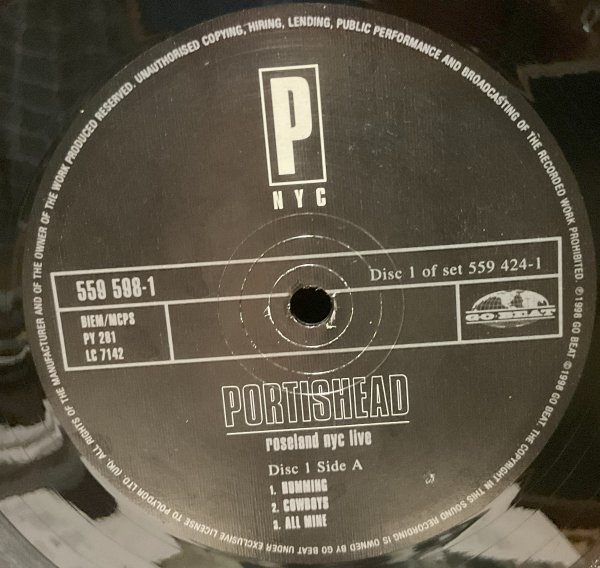 ALL RIGHTS OF THE MANUFACTURER AND OF THE OWNER OF THE WORK PRODUCED RESERVED. UNAUTHORISED COPYING, HIRING, LENDING, PUBLIC PERFORMANCE AND BROADCASTING OF THE RECORDED WORK PROHIBITED. ℗1998 GO BEAT ©1998 GO BEAT. THE COPYRIGHT IN THIS SOUND RECORDING IS OWNED BY GO BEAT UNDER EXCLUSIVE LICENSE TO POLYDOR LTD. (UK).
P
NYC
559 598-1
Disc 1 of set 559 424-1
BIEM/MCPS
PY 281
LC 7142
GO·BEAT
PORTISHEAD
roseland nyc live
Disc 1 Side A
1. HUMMING
2. COWBOYS
3. ALL MINE